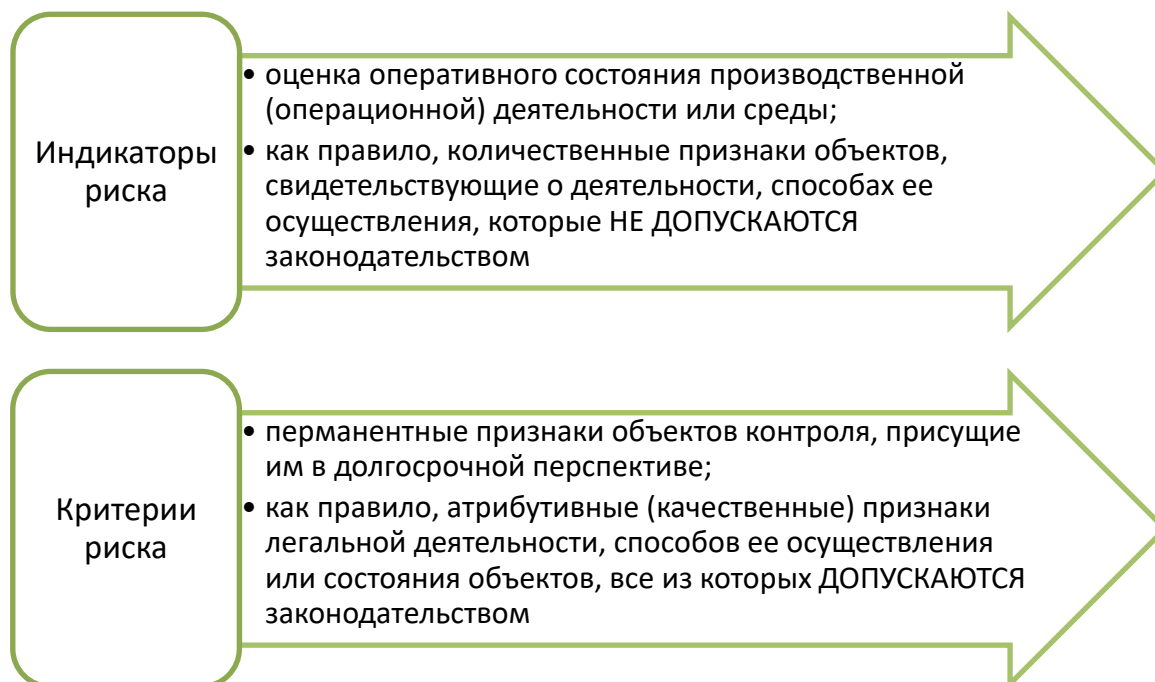 Индикаторы
риска
• оценка оперативного состояния производственной
(операционной) деятельности или среды;
• как правило, количественные признаки объектов,
свидетельствующие о деятельности, способах ее
осуществления, которые НЕ ДОПУСКАЮТСЯ
законодательством
Критерии
риска
• перманентные признаки объектов контроля, присущие
им в долгосрочной перспективе;
• как правило, атрибутивные (качественные) признаки
легальной деятельности, способов ее осуществления
или состояния объектов, все из которых ДОПУСКАЮТСЯ
законодательством